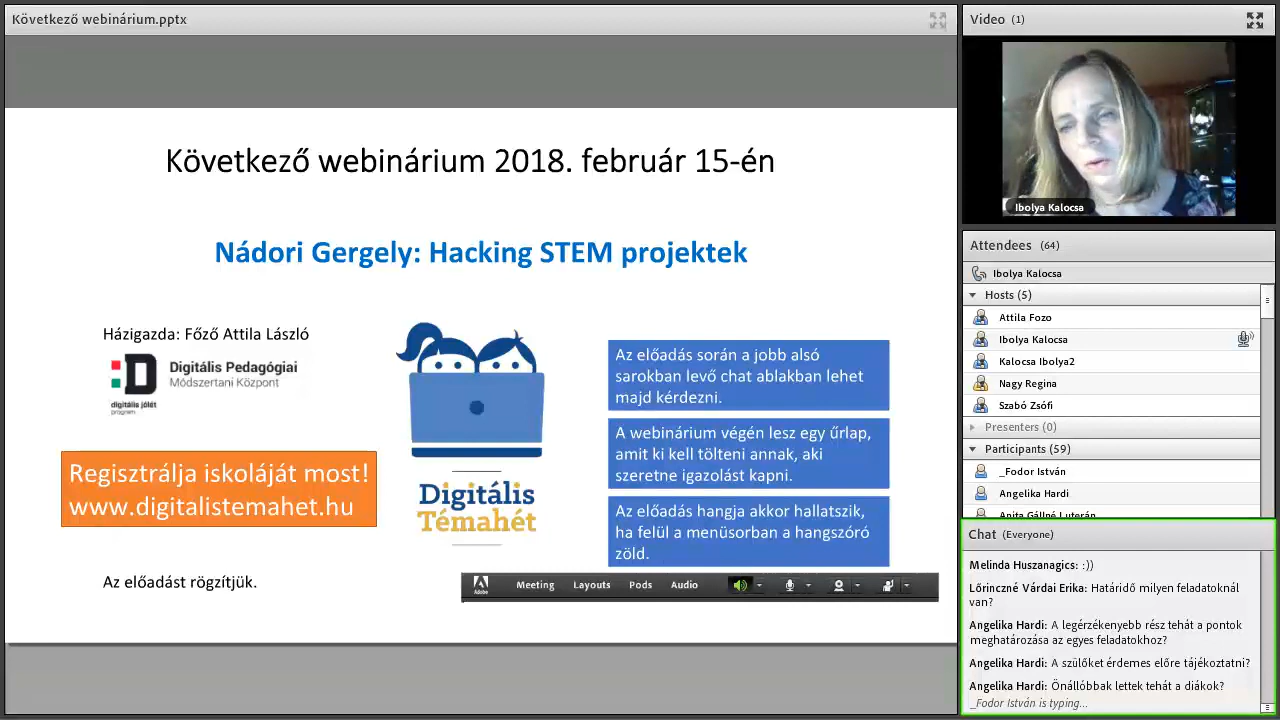 Következő webinárium.pptx
Következő webinárium 2018. február 15-én
Nádori Gergely: Hacking STEM projektek
Házigazda: Főző Attila László
Digitális Pedagógiai
Módszertani Központ
digitális jólét
program
Regisztrálja iskoláját most!
www.digitalistemahet.hu
Az előadást rögzítjük.
Digitális
Témahét
Az előadás során a jobb alsó
sarokban levő chat ablakban lehet
majd kérdezni.
A webinárium végén lesz egy űrlap,
amit ki kell tölteni annak, aki
szeretne igazolást kapni.
Az előadás hangja akkor hallatszik,
ha felül a menüsorban a hangszóró
zöld.
Adobe Meeting Layouts Pods Audio
Video (1)
Ibolya Kalocsa
Attendees (64)
Ibolya Kalocsa
Hosts (5)
Attila Fozo
Ibolya Kalocsa
Kalocsa Ibolya2
Nagy Regina
Szabó Zsófi
Presenters (0)
Participants (59)
_Fodor István
Angelika Hardi
Anita Gállné Luterán
Chat (Everyone)
Melinda Huszanagics: :))
Lőrinczné Várdai Erika: Határidő milyen feladatoknál
van?
Angelika Hardi: A legérzékenyebb rész tehát a pontok
meghatározása az egyes feladatokhoz?
Angelika Hardi: A szülőket érdemes előre tájékoztatni?
Angelika Hardi: Önállóbbak lettek tehát a diákok?
_Fodor István is typing...